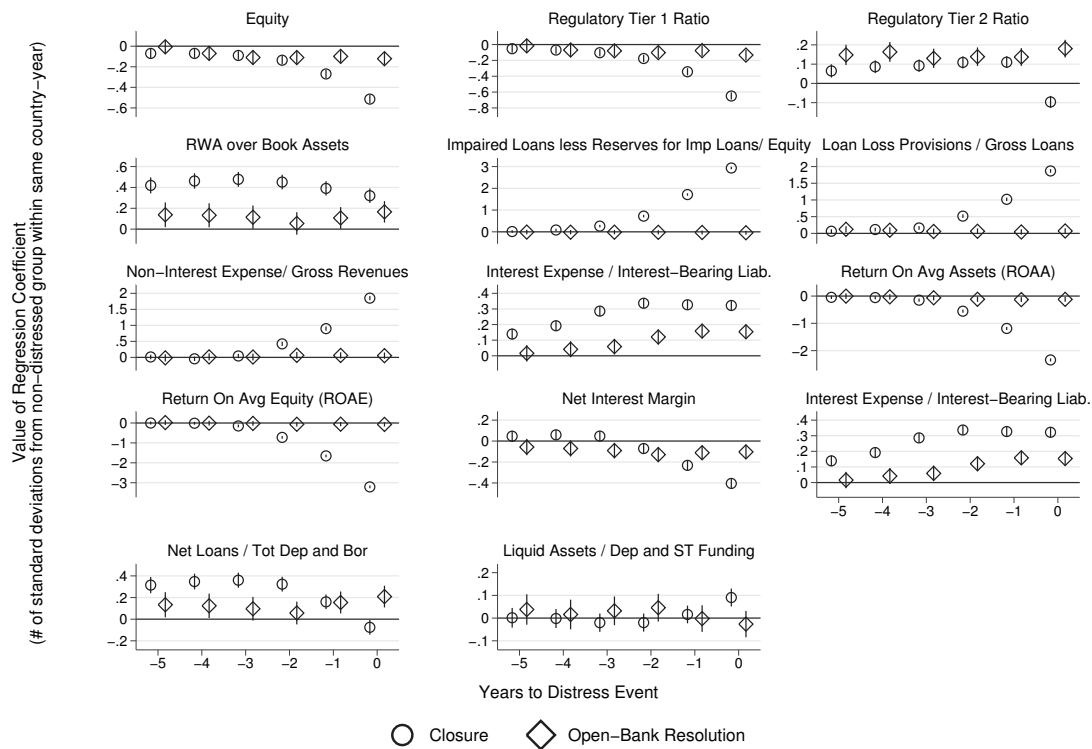 Equity
0
-.2
-.4
-.6
Regulatory Tier 1 Ratio
0
-.2
-.4
-.6
-.8
Regulatory Tier 2 Ratio
.2
.1
0
-.1
RWA over Book Assets
.6
.4
.2
0
Impaired Loans less Reserves for Imp Loans/ Equity
3
2
1
0
Loan Loss Provisions / Gross Loans
2
1.5
1
.5
0
Non−Interest Expense/ Gross Revenues
2
1.5
1
.5
0
Interest Expense / Interest−Bearing Liab.
.4
.3
.2
.1
0
Return On Avg Assets (ROAA)
0
−1
−2
Return On Avg Equity (ROAE)
0
−1
−2
−3
Net Interest Margin
.2
0
-.2
-.4
Interest Expense / Interest−Bearing Liab.
.4
.3
.2
.1
0
−5 −4 −3 −2 −1 0
Net Loans / Tot Dep and Bor
.4
.2
0
-.2
−5 −4 −3 −2 −1 0
Liquid Assets / Dep and ST Funding
.2
.1
0
-.1
−5 −4 −3 −2 −1 0
Value of Regression Coefficient
(# of standard deviations from non−distressed group within same country−year)
Years to Distress Event
Closure
Open−Bank Resolution